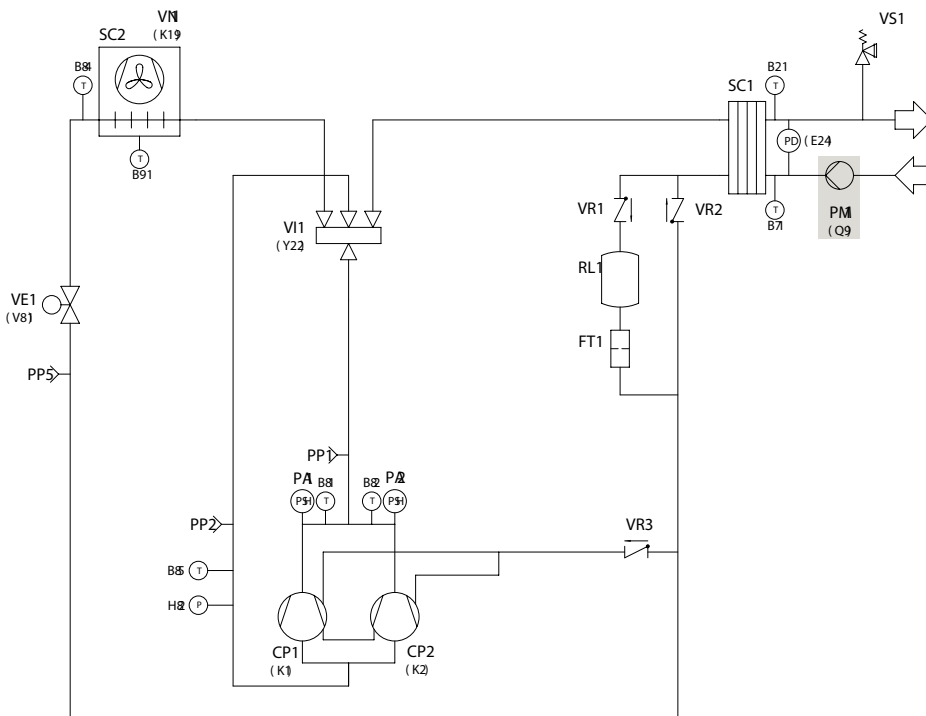 VN1
(K19)
SC2
VS1
B84
T
B21
T
SC1
T
B91
PD
(E24)
VR1
VR2
T
B71
PM1
(Q9)
VI1
(Y22)
RL1
VE1
(V81)
FT1
PP5
PP1
PA1
B81
B82
PA2
PSH
T
T
PSH
PP2
VR3
B85
T
H82
P
CP1
(K1)
CP2
(K2)